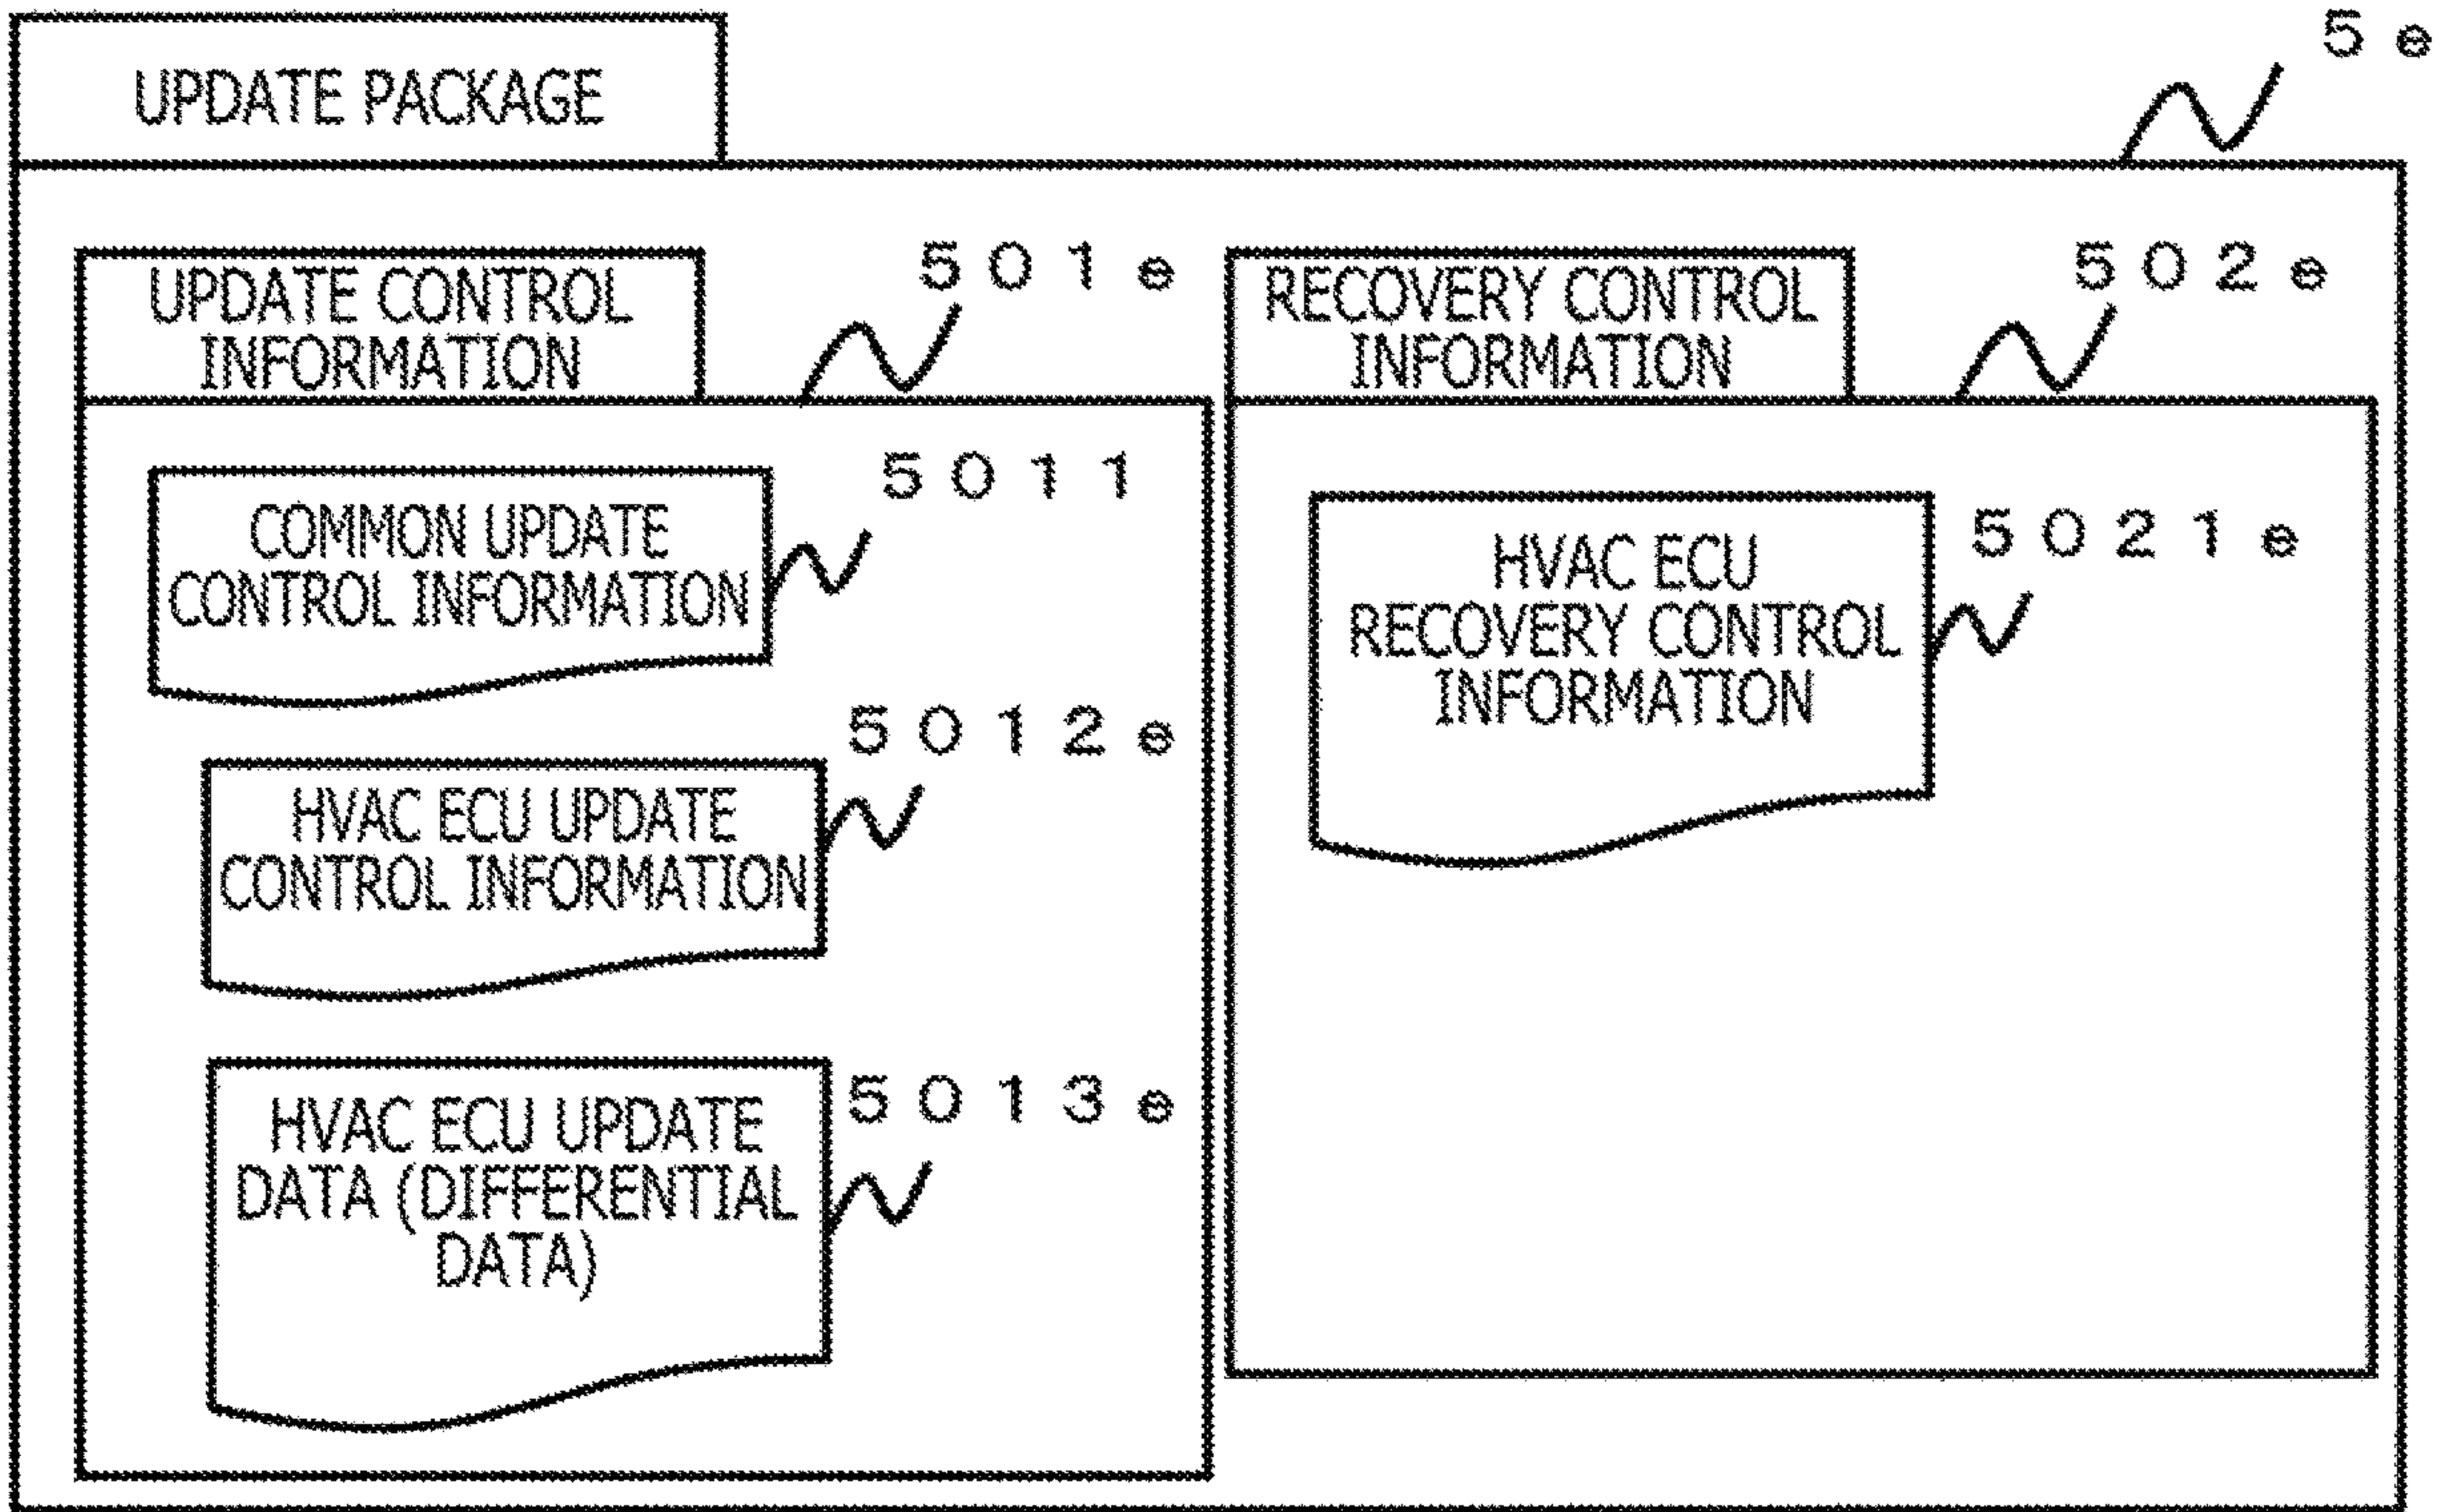 5e
UPDATE PACKAGE
501e
UPDATE CONTROL
INFORMATION
5011
COMMON UPDATE
CONTROL INFORMATION
5012e
HVAC ECU UPDATE
CONTROL INFORMATION
5013e
HVAC ECU UPDATE
DATA (DIFFERENTIAL
DATA)
502e
RECOVERY CONTROL
INFORMATION
5021e
HVAC ECU
RECOVERY CONTROL
INFORMATION